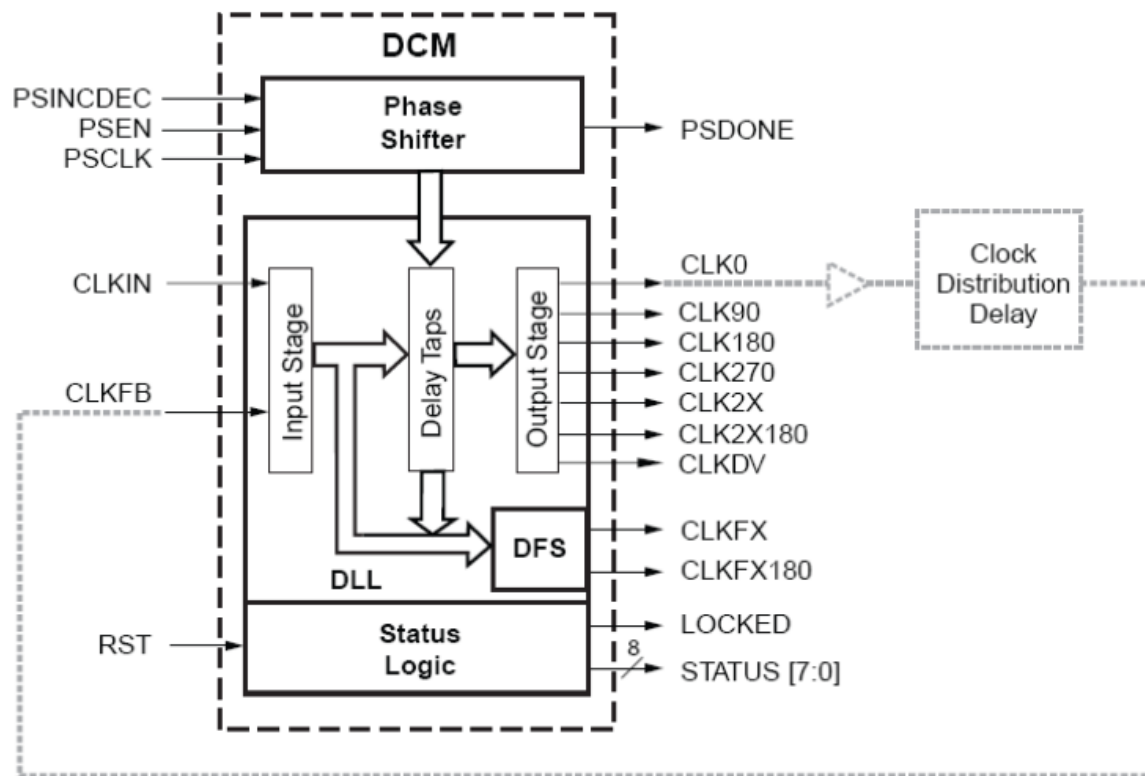 DCM
PSINCDEC
PSEN
PSCLK
Phase
Shifter
PSDONE
CLKIN
CLKFB
Input Stage
Delay Taps
Output Stage
CLK0
CLK90
CLK180
CLK270
CLK2X
CLK2X180
CLKDV
Clock
Distribution
Delay
DFS
CLKFX
CLKFX180
DLL
RST
Status
Logic
LOCKED
8
STATUS [7:0]